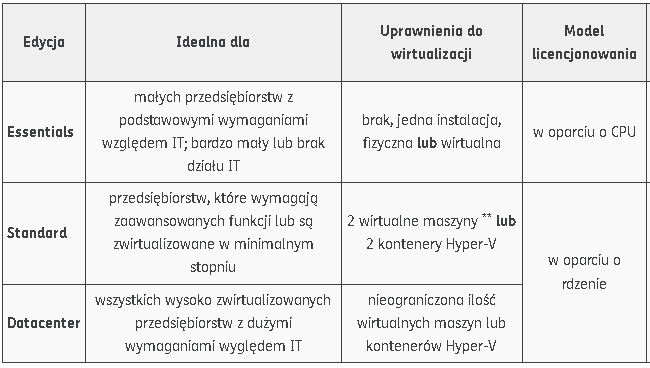 Edycja
Idealna dla
Uprawnienia do
wirtualizacji
Model
licencjonowania
Essentials
małych przedsiębiorstw z
podstawowymi wymaganiami
względem IT; bardzo mały lub brak
działu IT
brak, jedna instalacja,
fizyczna lub wirtualna
w oparciu o CPU
Standard
przedsiębiorstw, które wymagają
zaawansowanych funkcji lub są
zwirtualizowane w minimalnym
stopniu
2 wirtualne maszyny ** lub
2 kontenery Hyper-V
w oparciu o
rdzenie
Datacenter
wszystkich wysoko zwirtualizowanych
przedsiębiorstw z dużymi
wymaganiami wyględem IT
nieograniczona ilość
wirtualnych maszyn lub
kontenerów Hyper-V